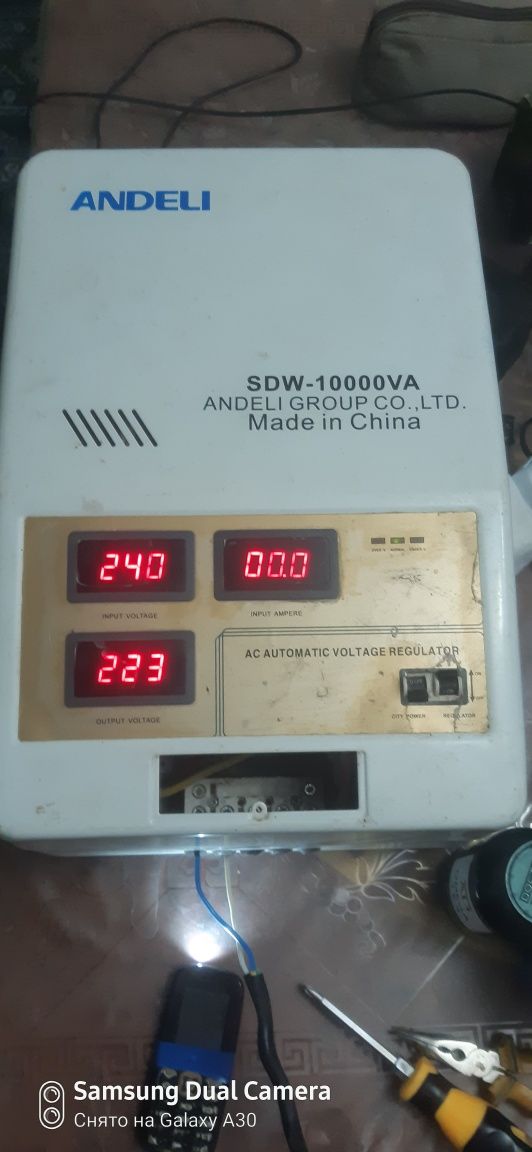 ANDELI
SDW-10000VA
ANDELI GROUP CO.,LTD.
Made in China
240
00.0
INPUT VOLTAGE
INPUT AMPERE
223
AC AUTOMATIC VOLTAGE REGULATOR
OUTPUT VOLTAGE
CITY POWER
REGULATOR
Samsung Dual Camera
Снято на Galaxy A30